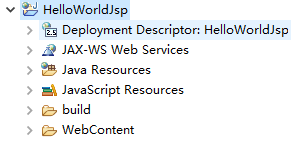 HelloWorldJsp
Deployment Descriptor: HelloWorldJsp
JAX-WS Web Services
Java Resources
JavaScript Resources
build
WebContent